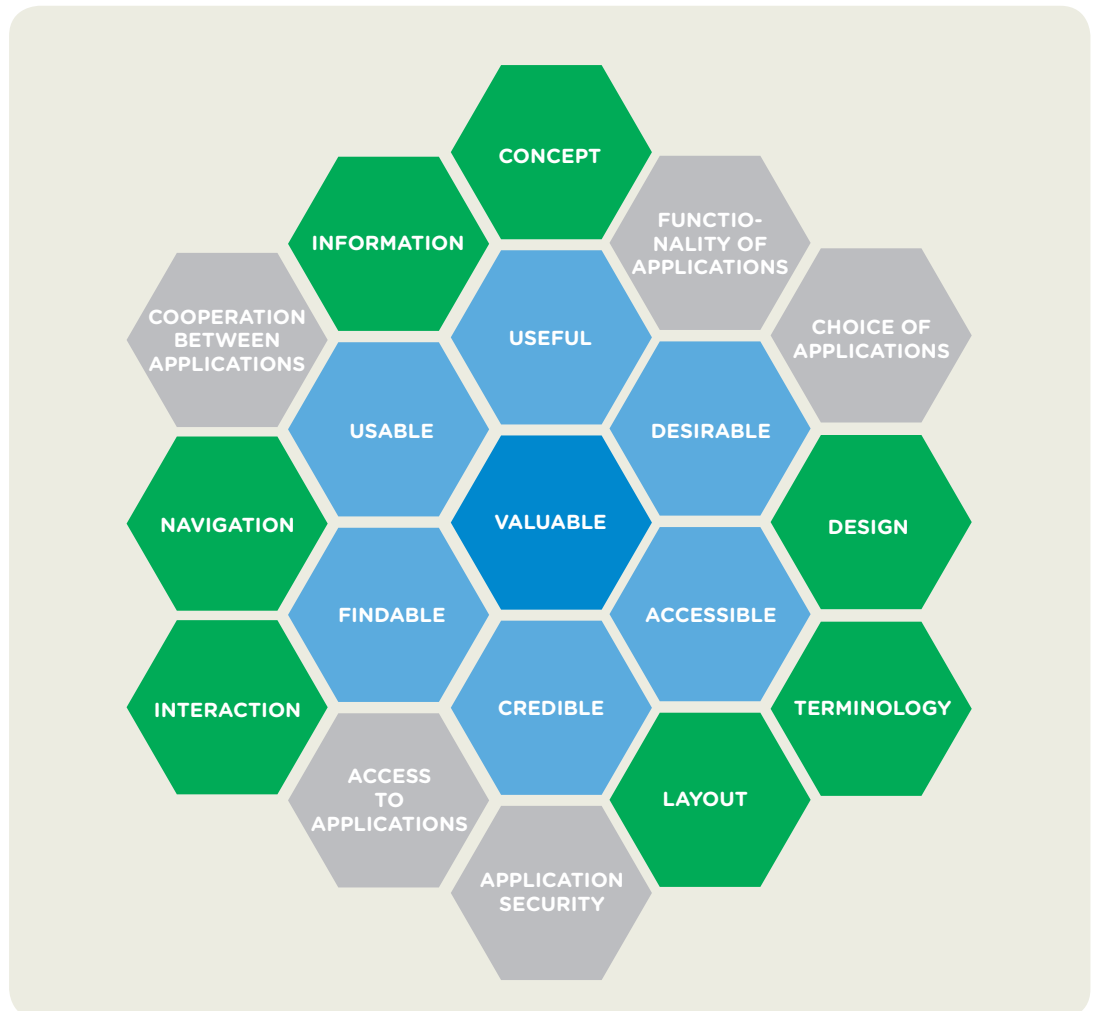 CONCEPT
FUNCTIO-
NALITY OF
APPLICATIONS
INFORMATION
COOPERATION
BETWEEN
APPLICATIONS
USEFUL
CHOICE OF
APPLICATIONS
USABLE
DESIRABLE
NAVIGATION
VALUABLE
DESIGN
FINDABLE
ACCESSIBLE
INTERACTION
CREDIBLE
TERMINOLOGY
ACCESS
TO
APPLICATIONS
LAYOUT
APPLICATION
SECURITY